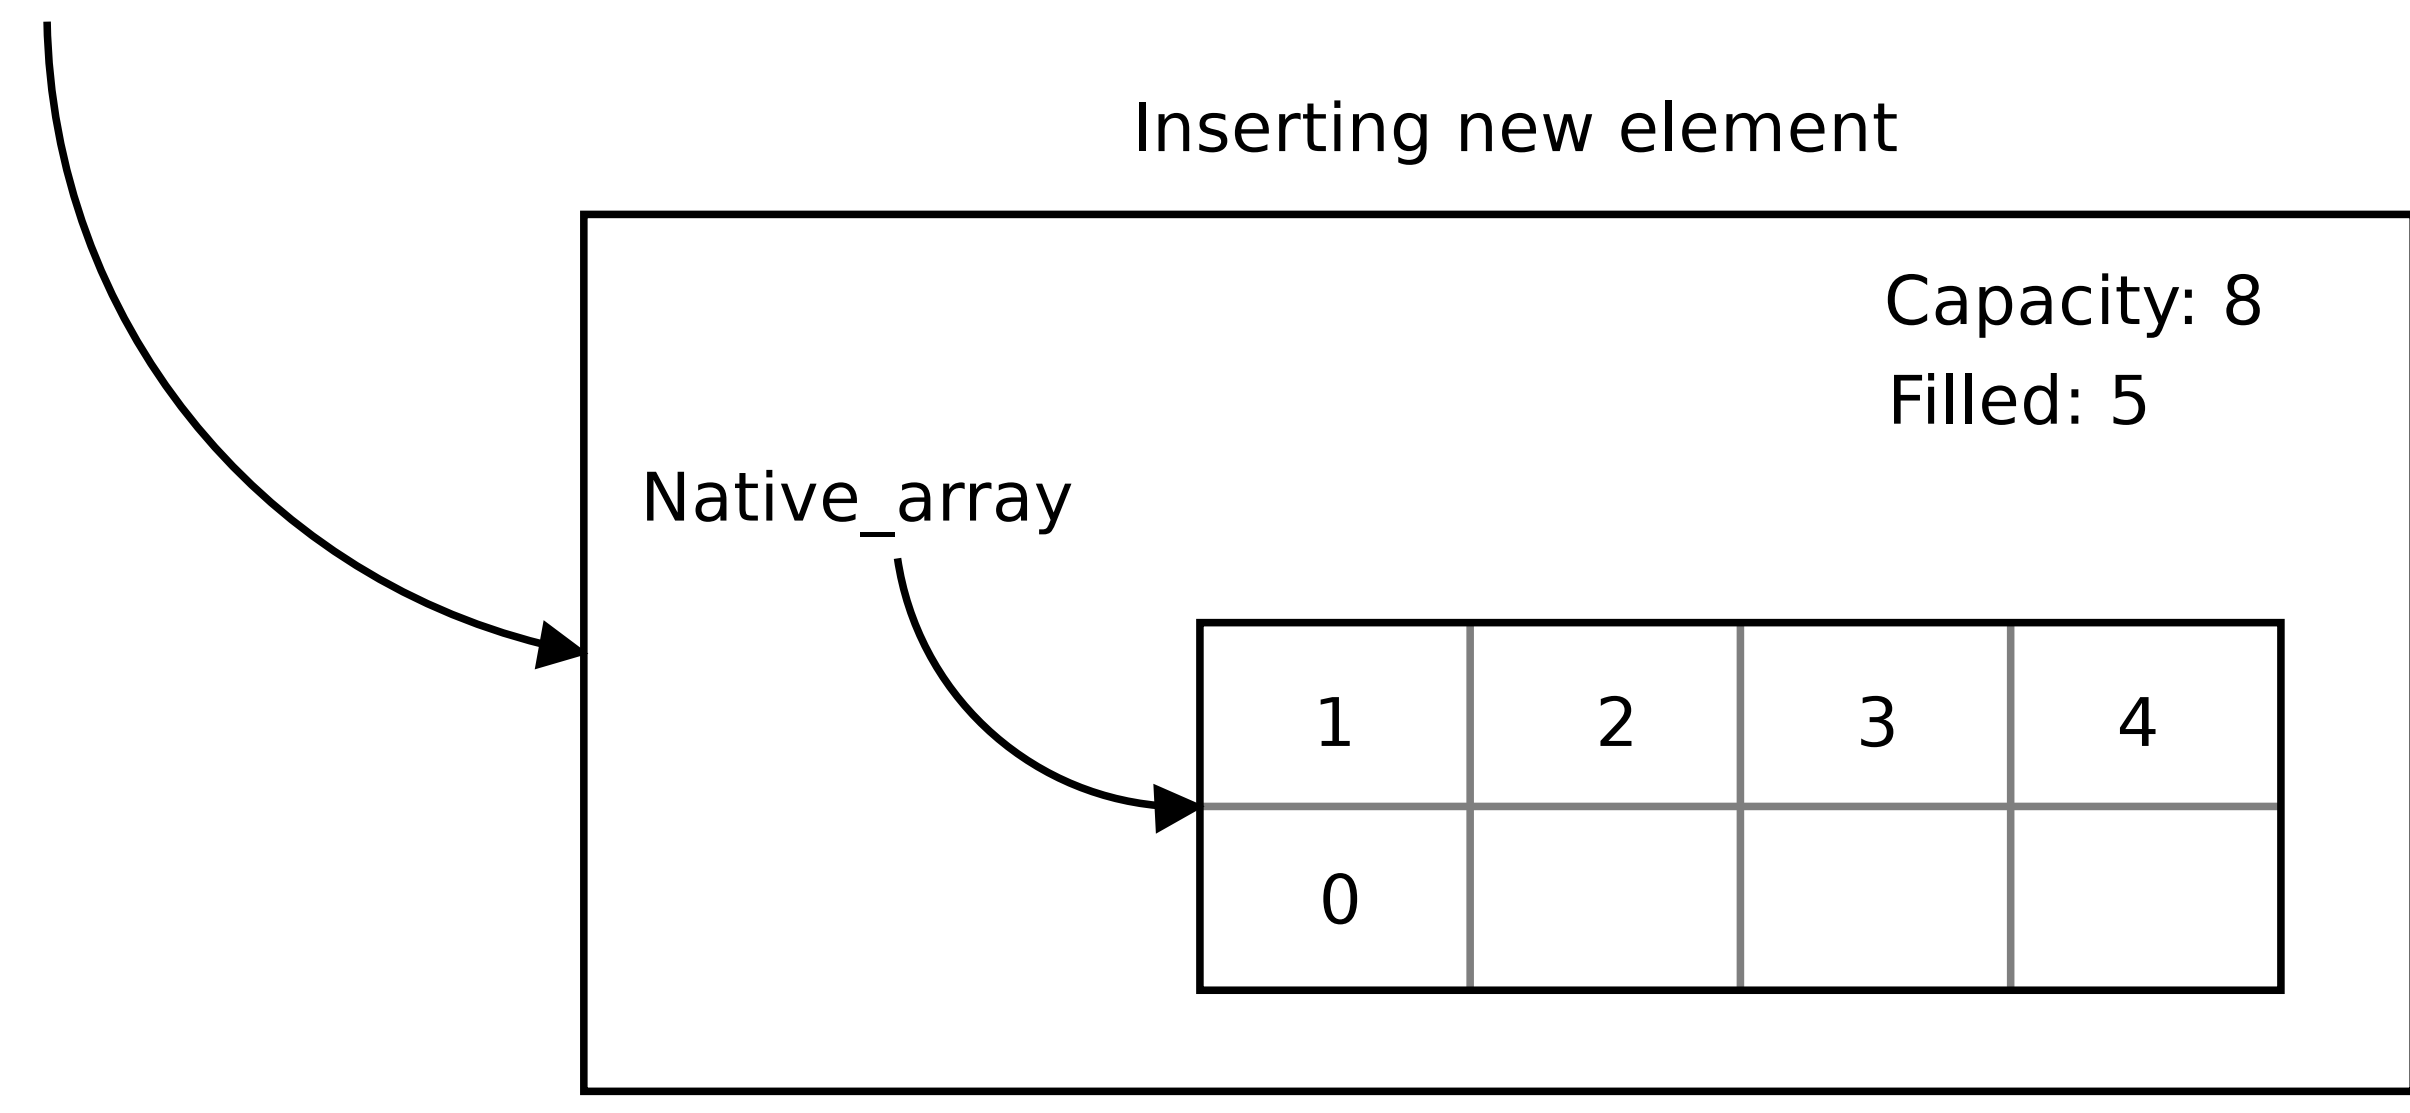 Inserting new element
Capacity: 8
Filled: 5
Native_array
1 2 3 4
0